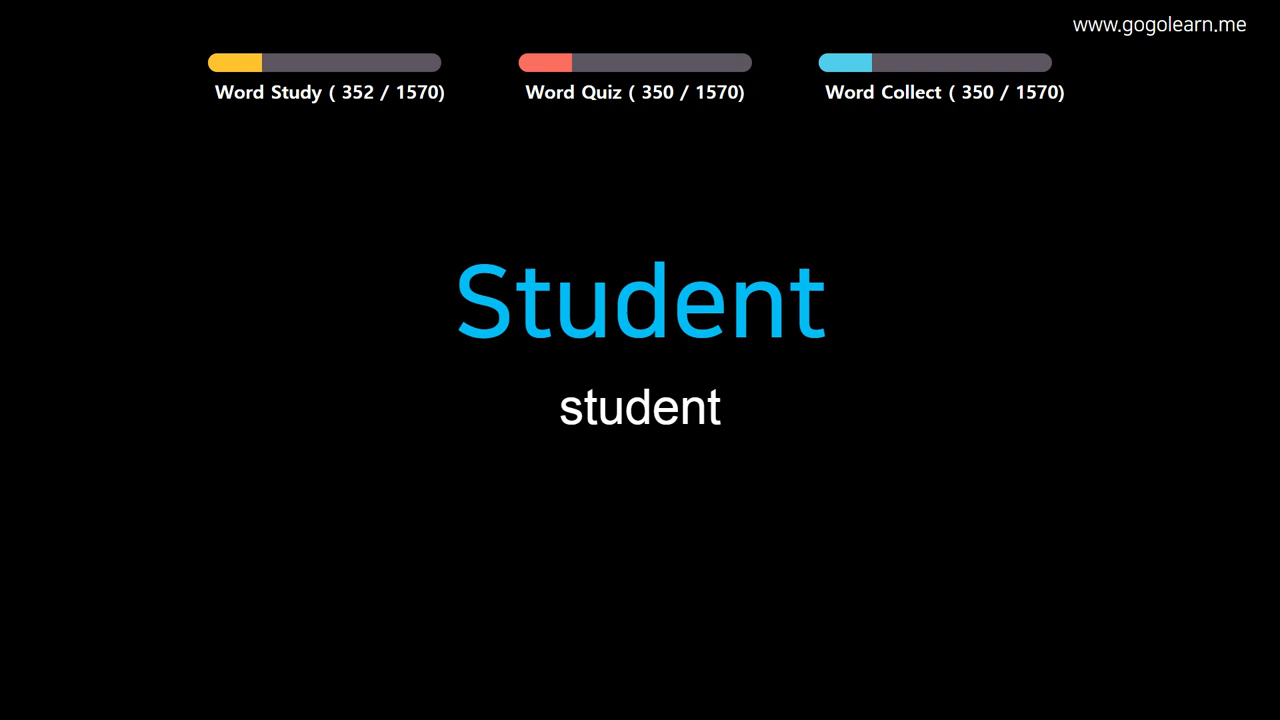 www.gogolearn.me
Word Study ( 352 / 1570)
Word Quiz ( 350 / 1570)
Word Collect ( 350 / 1570)
Student
student